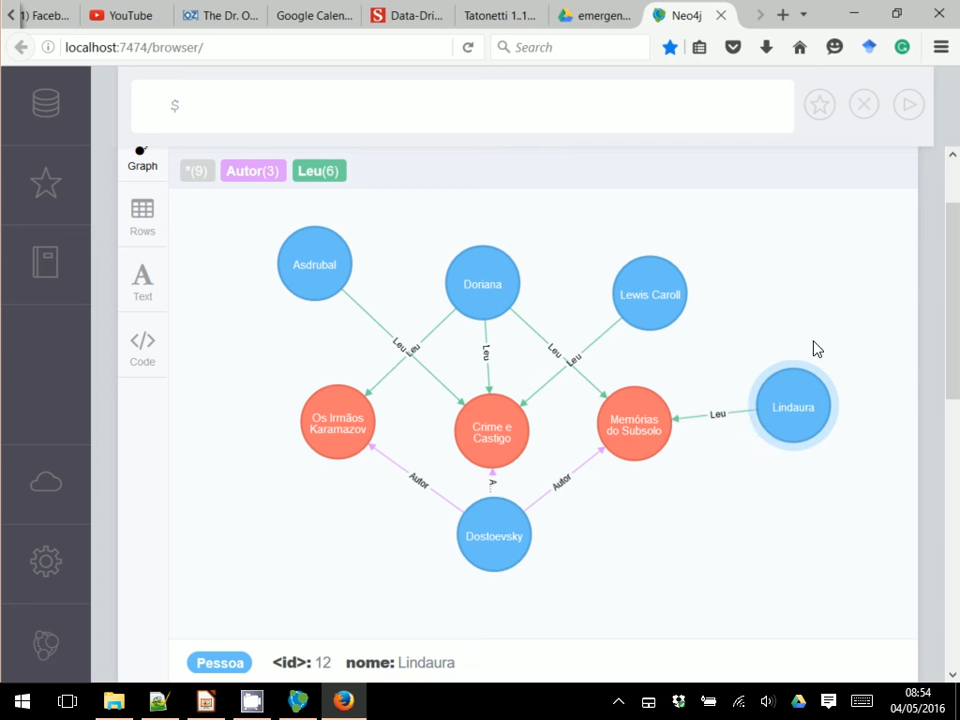 1) Faceb...
YouTube
The Dr. O...
Google Calen...
Data-Dri...
Tatonetti 1..1...
emergen...
Neo4j
localhost:7474/browser/
Search
$
Graph
*(9) Autor(3) Leu(6)
Rows
Text
Code
Asdrubal
Doriana
Lewis Caroll
Leu
Leu
Leu
Leu
Leu
Lindaura
Leu
Os Irmãos
Karamazov
Crime e
Castigo
Memórias
do Subsolo
Autor
A...
Autor
Dostoevsky
Pessoa <id>: 12 nome: Lindaura
08:54
04/05/2016